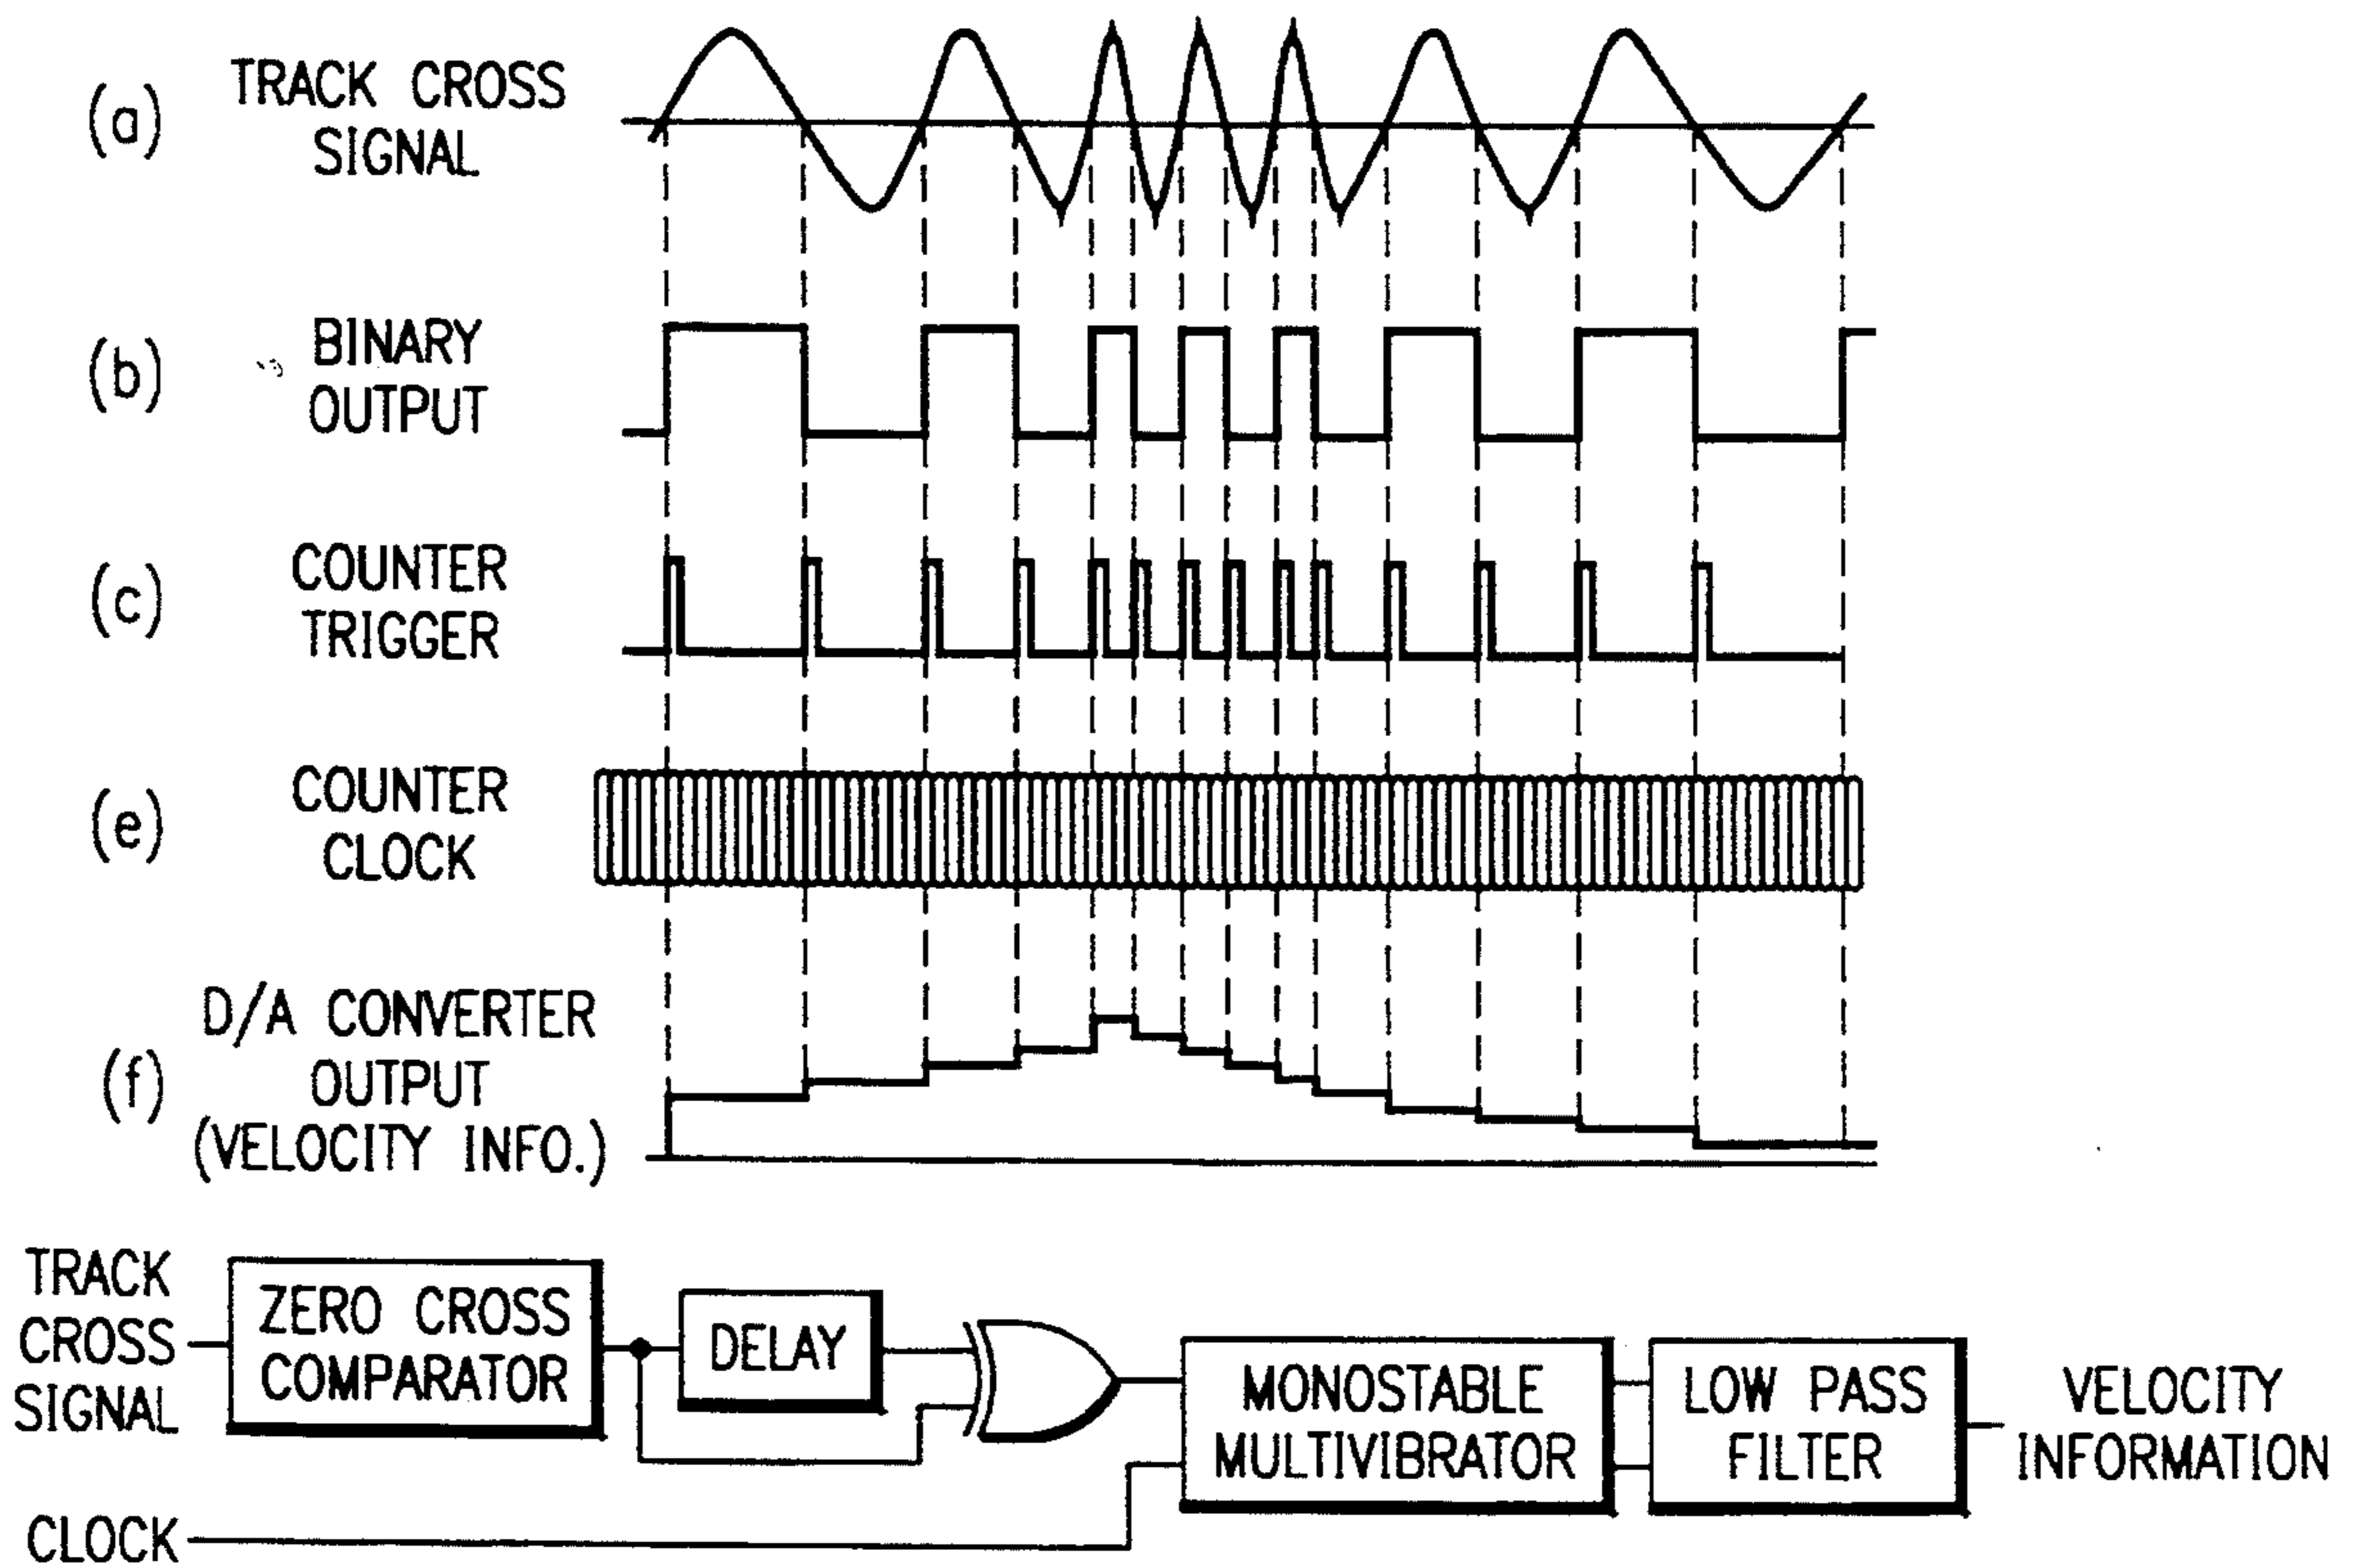 (a) TRACK CROSS
SIGNAL
(b) BINARY
OUTPUT
(c) COUNTER
TRIGGER
(e) COUNTER
CLOCK
(f) D/A CONVERTER
OUTPUT
(VELOCITY INFO.)
TRACK
CROSS
SIGNAL
ZERO CROSS
COMPARATOR
DELAY
MONOSTABLE
MULTIVIBRATOR
LOW PASS
FILTER
VELOCITY
INFORMATION
CLOCK